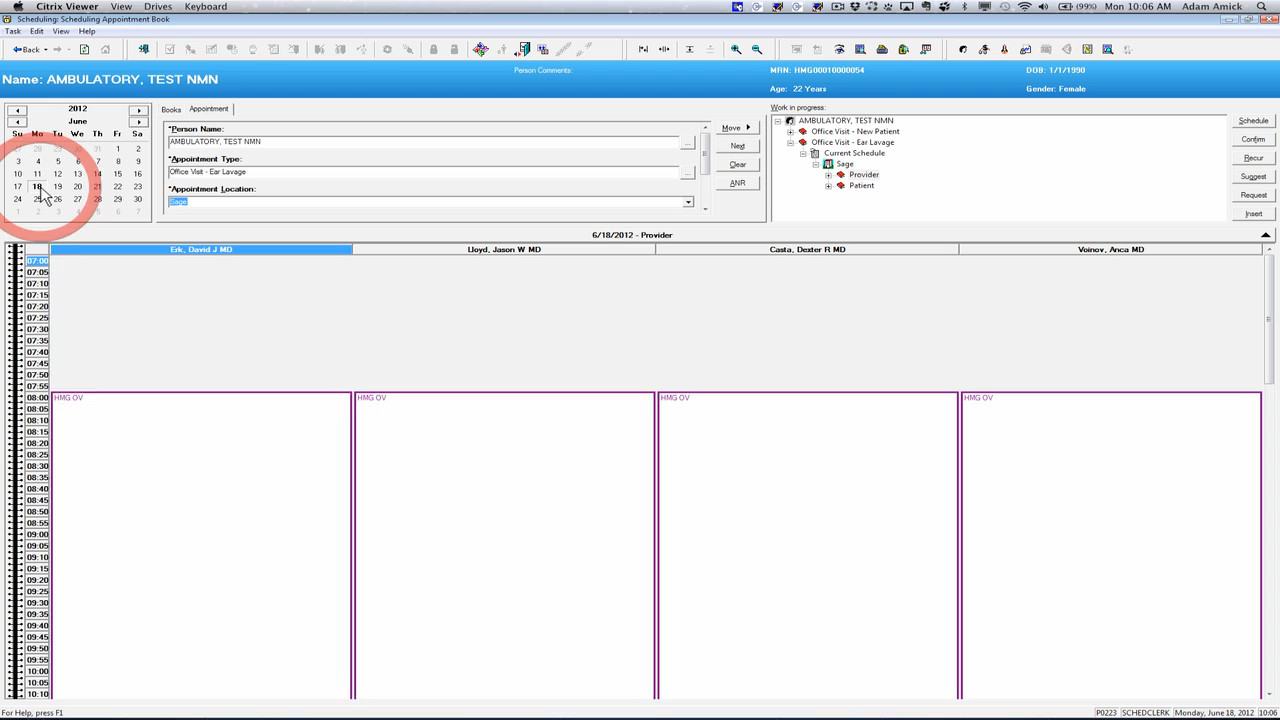 Citrix Viewer View Drives Keyboard (99%) Mon 10:06 AM Adam Amick
Scheduling: Scheduling Appointment Book
Task Edit View Help
Back
Name: AMBULATORY, TEST NMN
Person Comments:
MRN: HMG00010000054
DOB: 1/1/1990
Age: 22 Years
Gender: Female
2012
June
Su Mo Tu We Th Fr Sa
27 28 29 30 31 1 2
3 4 5 6 7 8 9
10 11 12 13 14 15 16
17 18 19 20 21 22 23
24 25 26 27 28 29 30
1 2 3 4 5 6 7
Books Appointment
*Person Name:
AMBULATORY, TEST NMN
...
*Appointment Type:
Office Visit - Ear Lavage
...
*Appointment Location:
Sage
Move
Next
Clear
ANR
Work in progress:
AMBULATORY, TEST NMN
Office Visit - New Patient
Office Visit - Ear Lavage
Current Schedule
Sage
Provider
Patient
Schedule
Confirm
Recur
Suggest
Request
Insert
6/18/2012 - Provider
Erk, David J MD
Lloyd, Jason W MD
Casta, Dexter R MD
Voinov, Anca MD
07:00
07:05
07:10
07:15
07:20
07:25
07:30
07:35
07:40
07:45
07:50
07:55
08:00 HMG OV HMG OV HMG OV HMG OV
08:05
08:10
08:15
08:20
08:25
08:30
08:35
08:40
08:45
08:50
08:55
09:00
09:05
09:10
09:15
09:20
09:25
09:30
09:35
09:40
09:45
09:50
09:55
10:00
10:05
10:10
For Help, press F1
P0223 SCHEDCLERK Monday, June 18, 2012 10:06